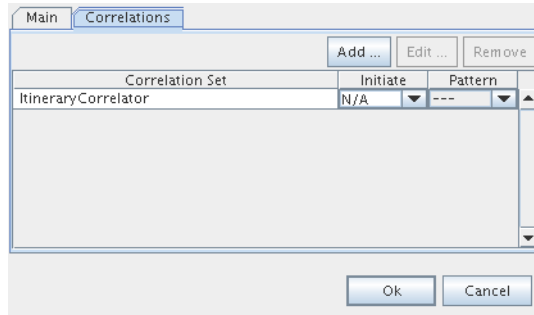 Main Correlations
Add ... Edit ... Remove
Correlation Set Initiate Pattern
ItineraryCorrelator N/A ---
Ok Cancel